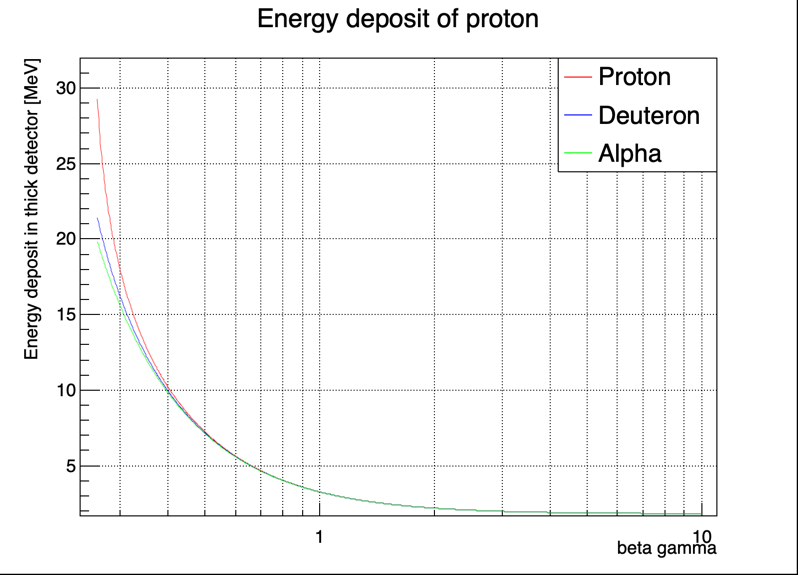 Energy deposit of proton
Energy deposit in thick detector [MeV]
Proton
Deuteron
Alpha
30
25
20
15
10
5
1
10
beta gamma